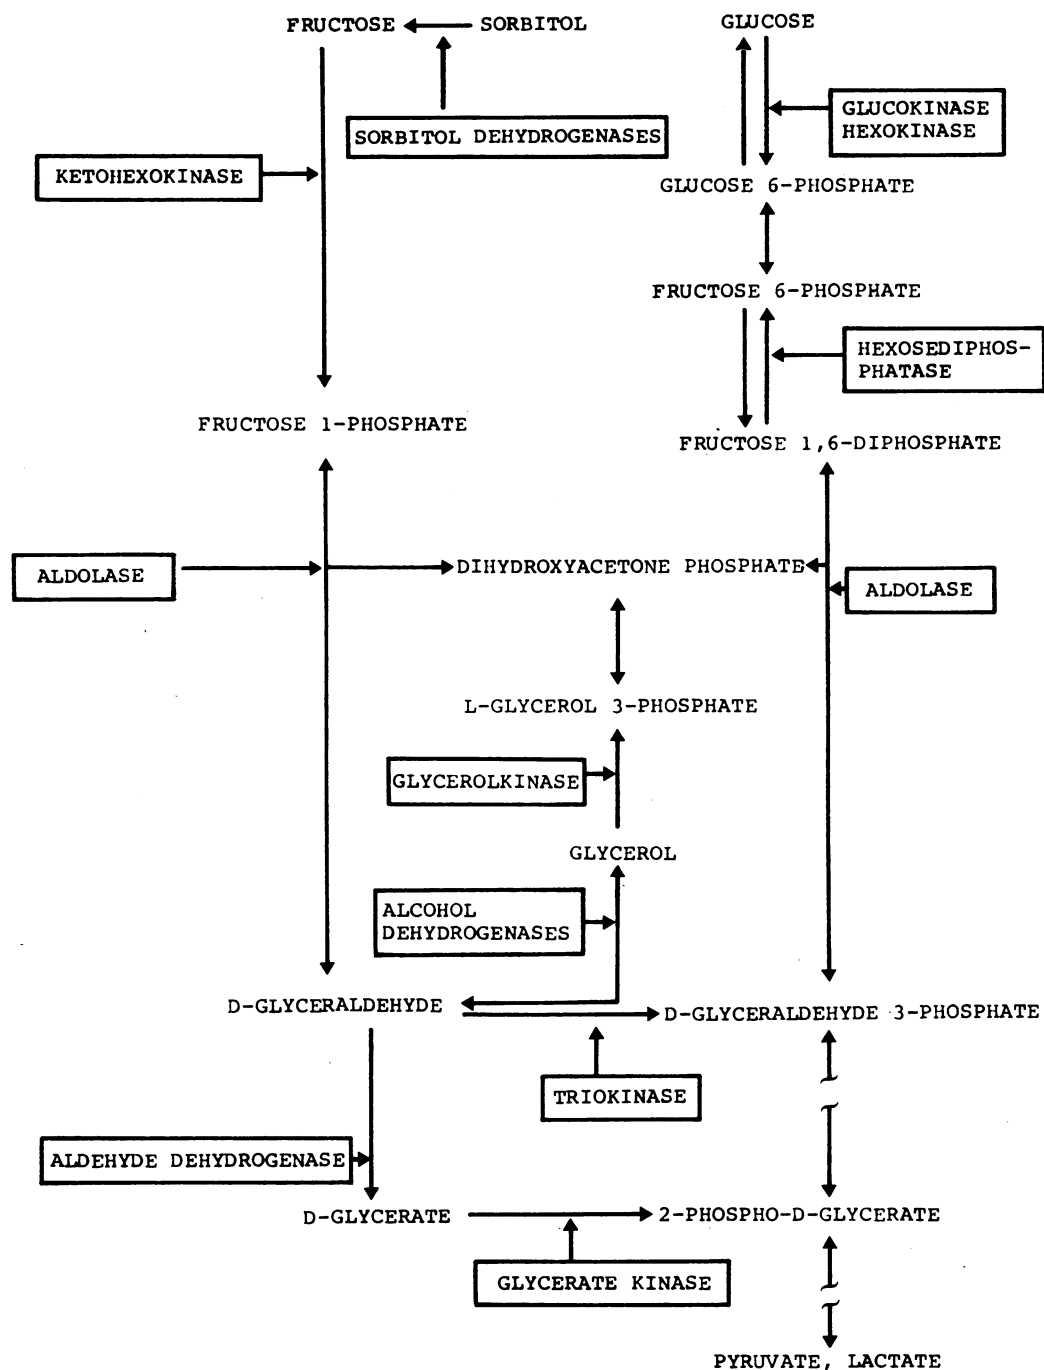 FRUCTOSE
SORBITOL
GLUCOSE
SORBITOL DEHYDROGENASES
GLUCOKINASE
HEXOKINASE
KETOHEXOKINASE
GLUCOSE 6-PHOSPHATE
FRUCTOSE 6-PHOSPHATE
HEXOSEDIPHOS-
PHATASE
FRUCTOSE 1-PHOSPHATE
FRUCTOSE 1,6-DIPHOSPHATE
ALDOLASE
DIHYDROXYACETONE PHOSPHATE
ALDOLASE
L-GLYCEROL 3-PHOSPHATE
GLYCEROLKINASE
GLYCEROL
ALCOHOL
DEHYDROGENASES
D-GLYCERALDEHYDE
D-GLYCERALDEHYDE 3-PHOSPHATE
TRIOKINASE
ALDEHYDE DEHYDROGENASE
D-GLYCERATE
2-PHOSPHO-D-GLYCERATE
GLYCERATE KINASE
PYRUVATE, LACTATE